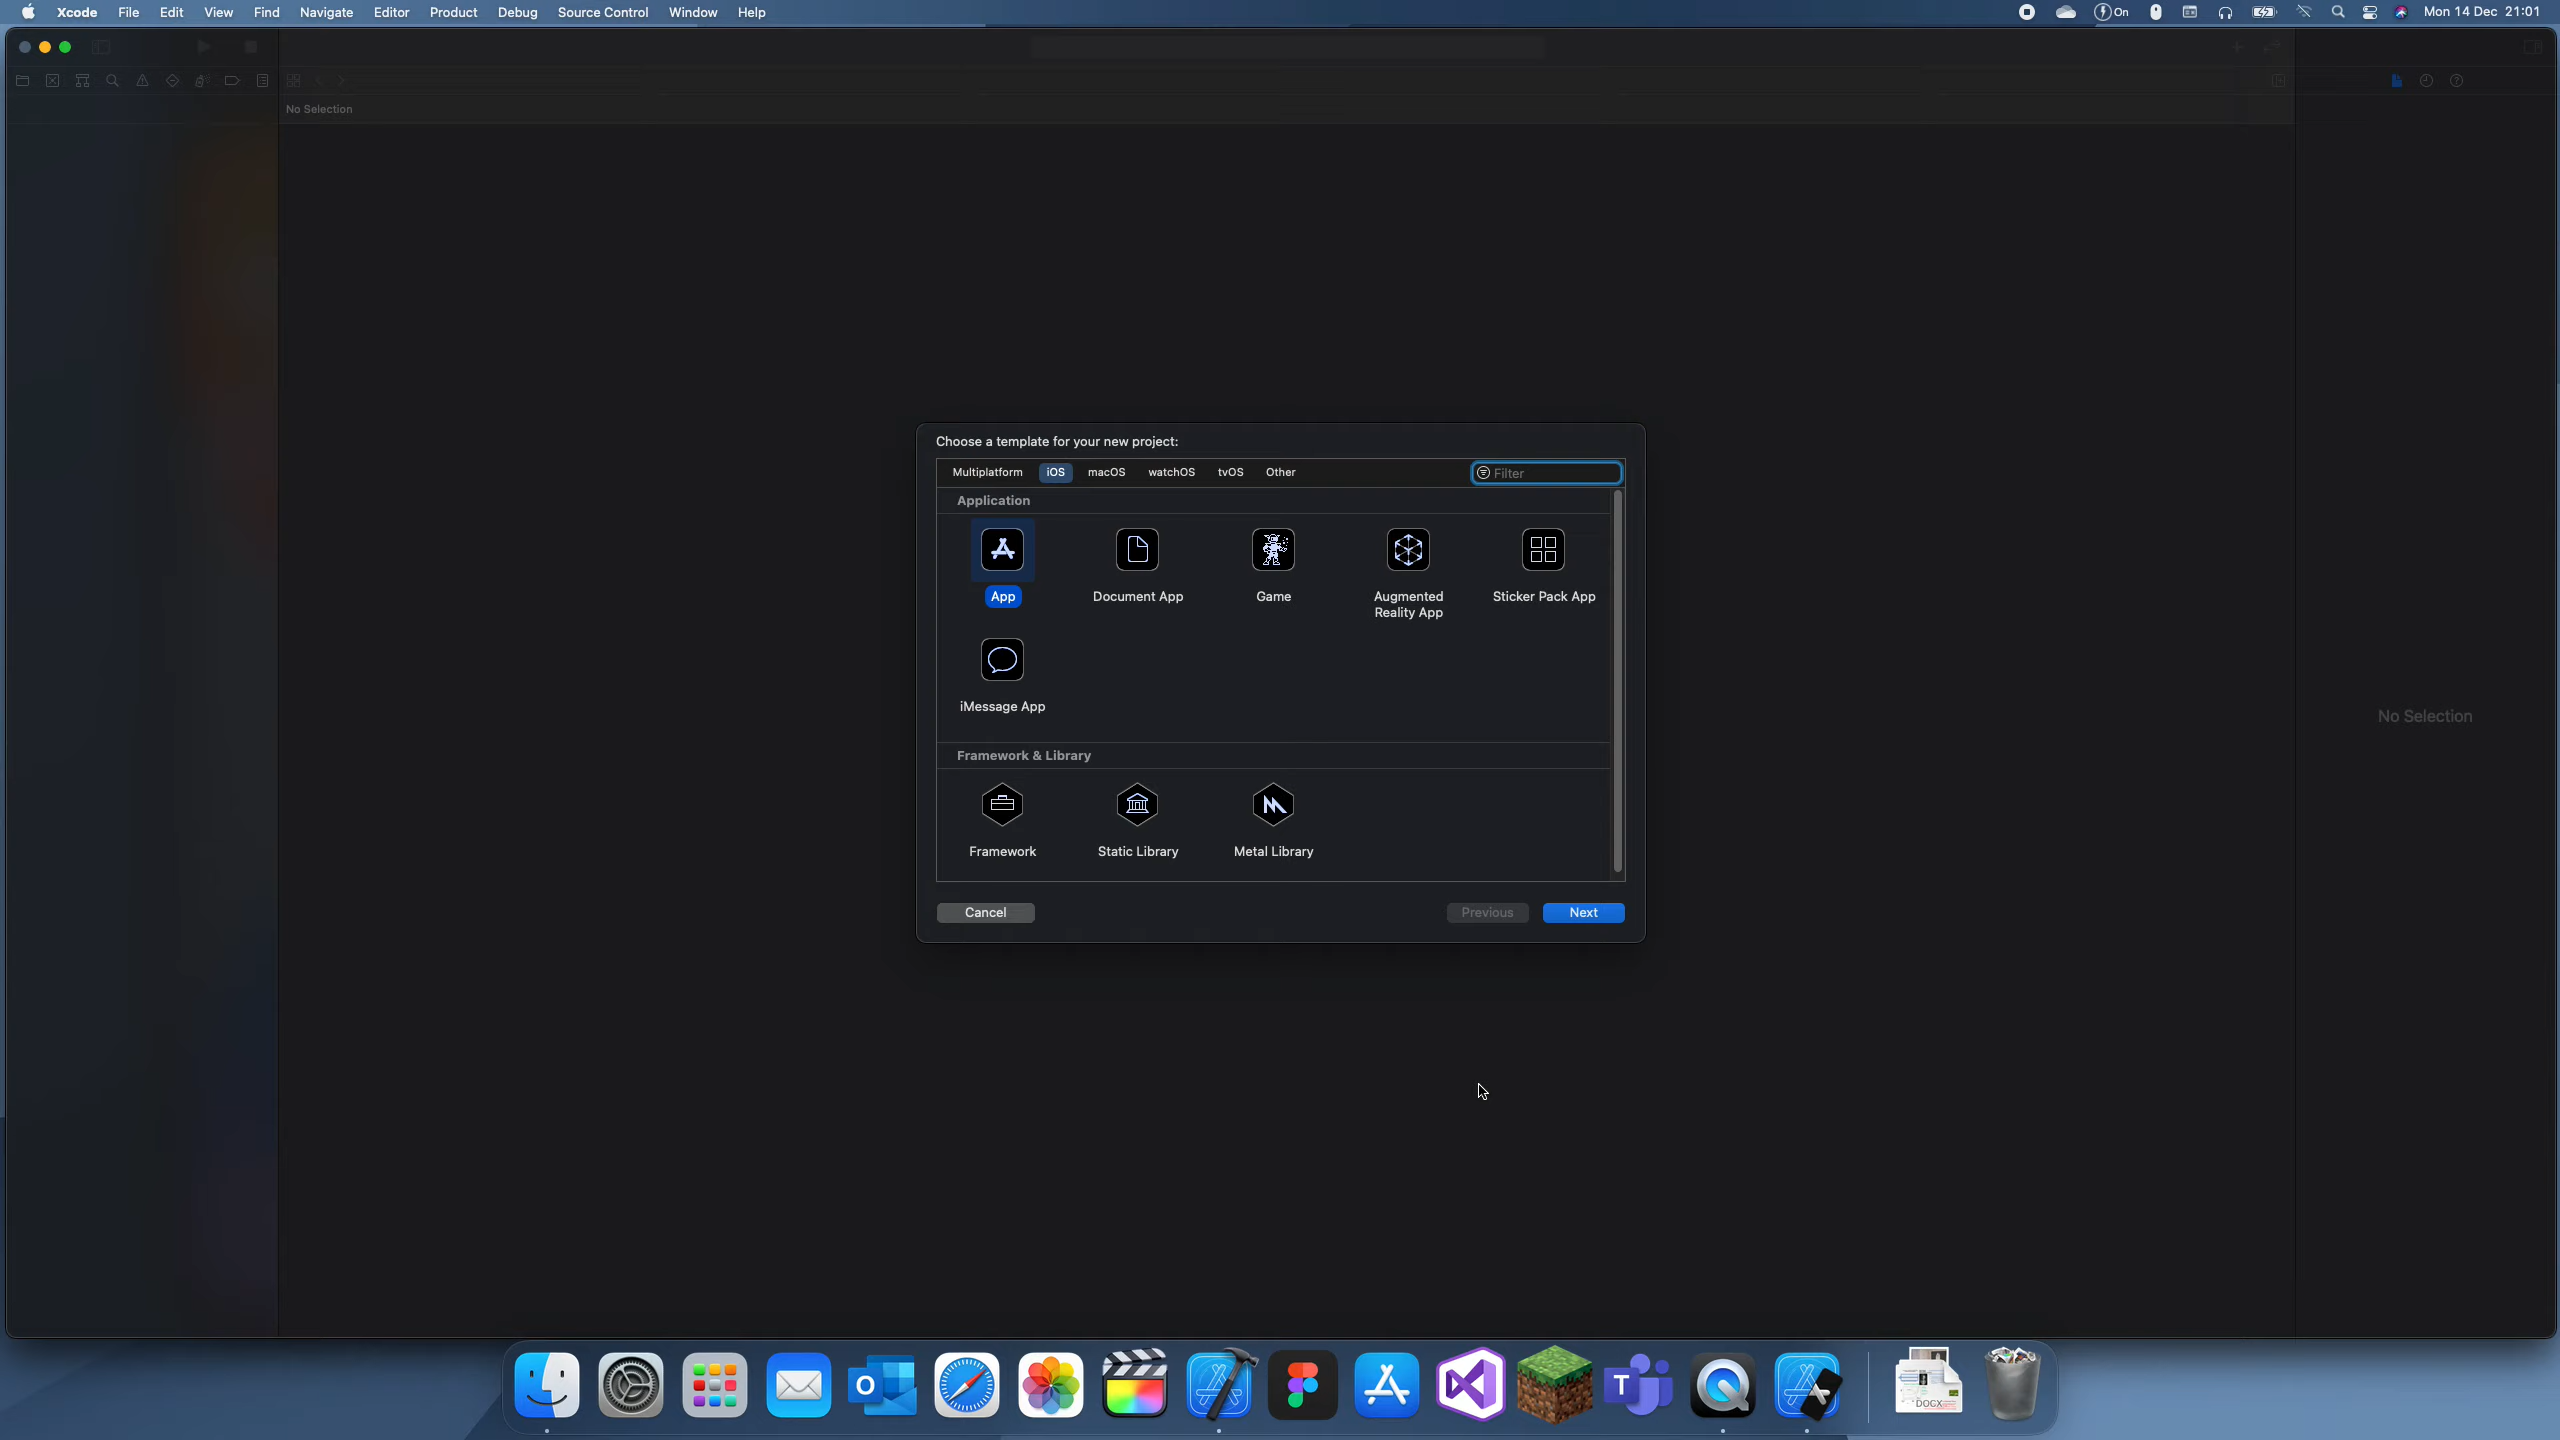 Xcode File Edit View Find Navigate Editor Product Debug Source Control Window Help
On Mon 14 Dec 21:01
No Selection
Choose a template for your new project:
Multiplatform iOS macOS watchOS tvOS Other Filter
Application
App Document App Game Augmented Reality App Sticker Pack App
iMessage App
No Selection
Framework & Library
Framework Static Library Metal Library
Cancel Previous Next
DOCX